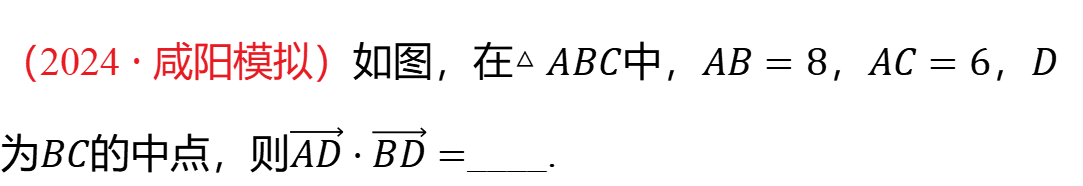 （2024·咸阳模拟）如图，在△ ABC中，AB = 8，AC = 6，D
为BC的中点，则$\overrightarrow{AD}$·$\overrightarrow{BD}$ =____.